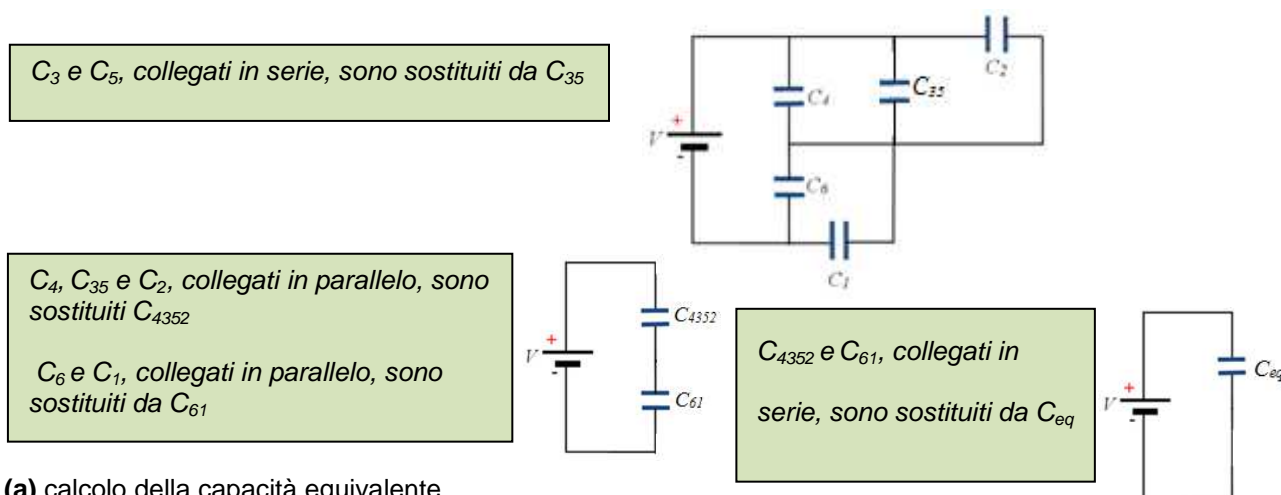 C3 e C5, collegati in serie, sono sostituiti da C35
C2
C4
C35
+
V
-
C6
C1
C4, C35 e C2, collegati in parallelo, sono
sostituiti C4352
C6 e C1, collegati in parallelo, sono
sostituiti da C61
C4352
+
V
-
C61
C4352 e C61, collegati in
serie, sono sostituiti da Ceq
Ceq
+
V
-
(a) calcolo della capacità equivalente